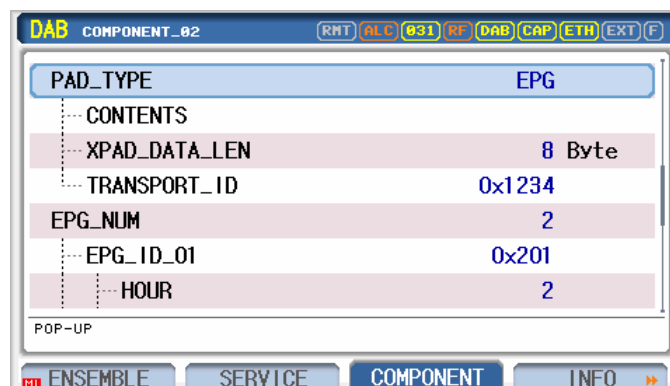 DAB COMPONENT_02 RMT ALC 031 RF DAB CAP ETH EXT F
PAD_TYPE EPG
CONTENTS
XPAD_DATA_LEN 8 Byte
TRANSPORT_ID 0x1234
EPG_NUM 2
EPG_ID_01 0x201
HOUR 2
POP-UP
ENSEMBLE SERVICE COMPONENT INFO